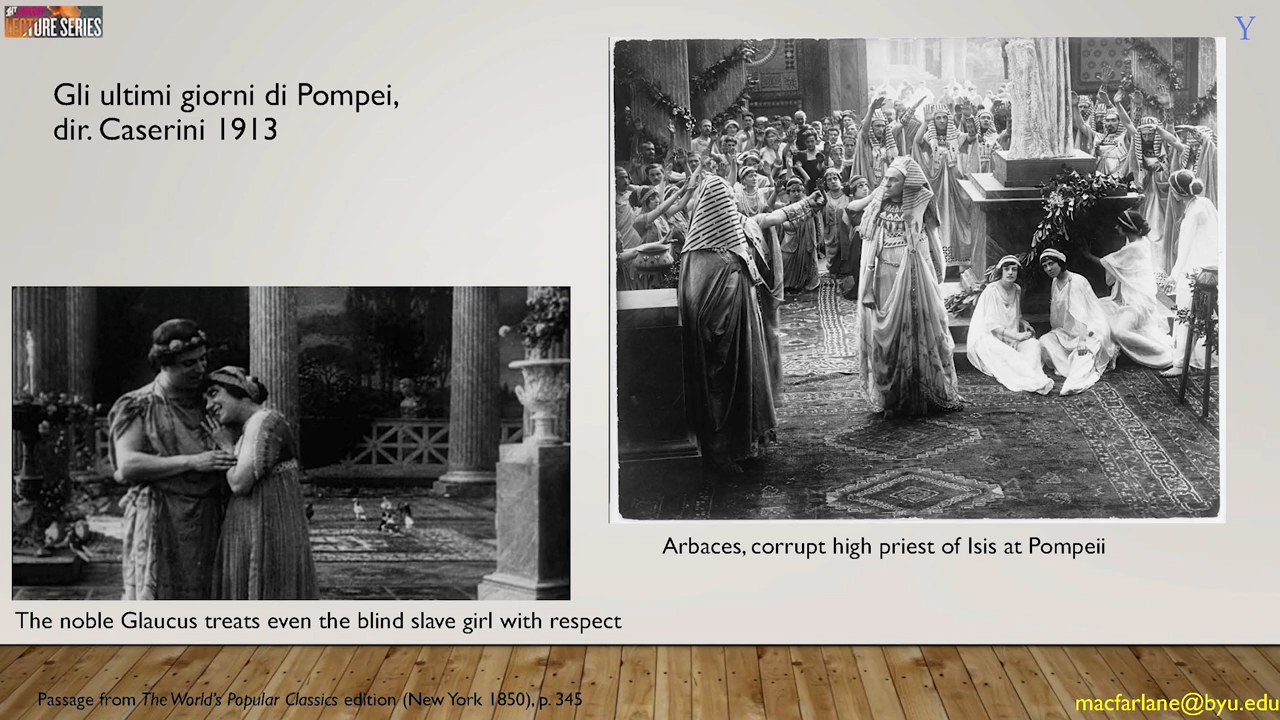 LECTURE SERIES
Y
Gli ultimi giorni di Pompei,
dir. Caserini 1913
Arbaces, corrupt high priest of Isis at Pompeii
The noble Glaucus treats even the blind slave girl with respect
Passage from The World's Popular Classics edition (New York 1850), p. 345
macfarlane@byu.edu